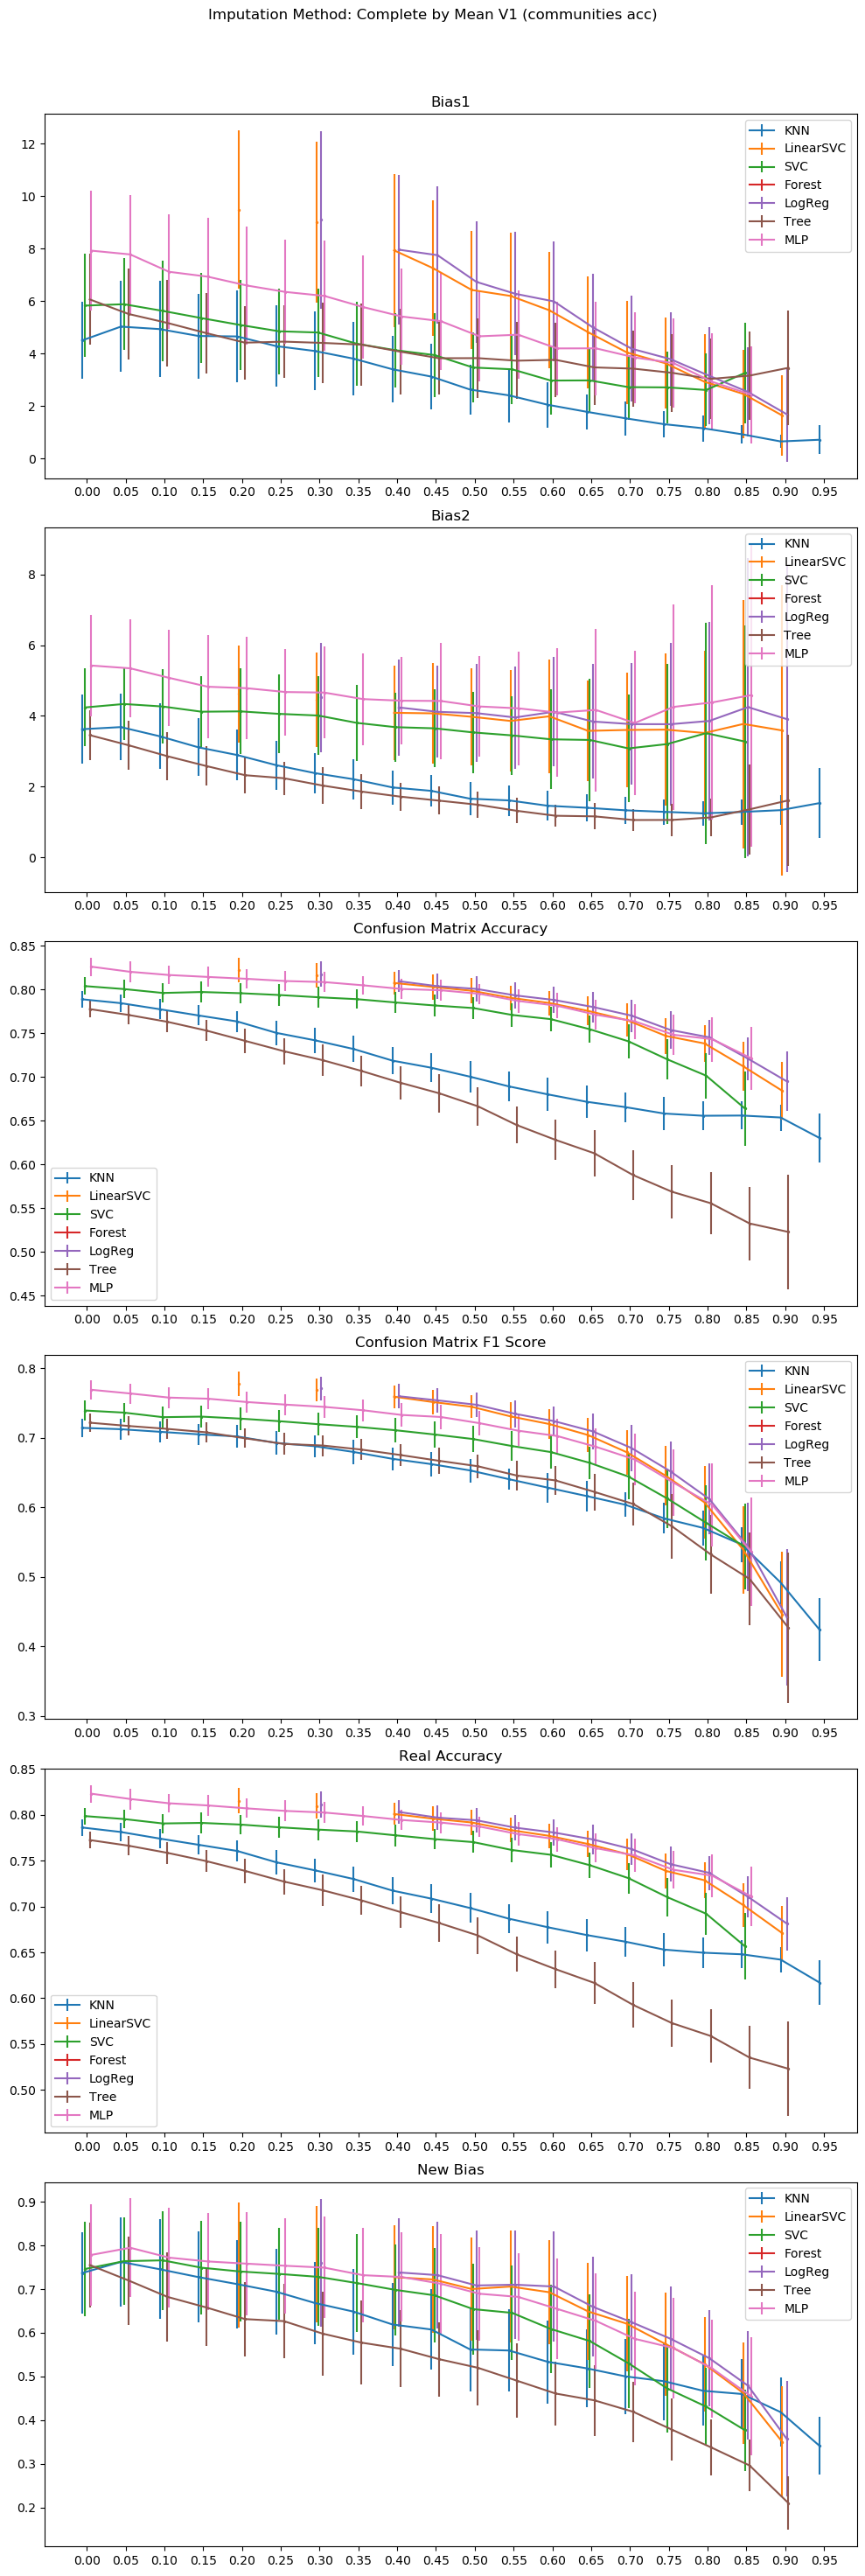 Imputation Method: Complete by Mean V1 (communities acc)
Bias1
12
10
8
6
4
2
0
KNN
LinearSVC
SVC
Forest
LogReg
Tree
MLP
0.00 0.05 0.10 0.15 0.20 0.25 0.30 0.35 0.40 0.45 0.50 0.55 0.60 0.65 0.70 0.75 0.80 0.85 0.90 0.95
Bias2
8
6
4
2
0
KNN
LinearSVC
SVC
Forest
LogReg
Tree
MLP
0.00 0.05 0.10 0.15 0.20 0.25 0.30 0.35 0.40 0.45 0.50 0.55 0.60 0.65 0.70 0.75 0.80 0.85 0.90 0.95
Confusion Matrix Accuracy
0.85
0.80
0.75
0.70
0.65
0.60
0.55
0.50
0.45
KNN
LinearSVC
SVC
Forest
LogReg
Tree
MLP
0.00 0.05 0.10 0.15 0.20 0.25 0.30 0.35 0.40 0.45 0.50 0.55 0.60 0.65 0.70 0.75 0.80 0.85 0.90 0.95
Confusion Matrix F1 Score
0.8
0.7
0.6
0.5
0.4
0.3
KNN
LinearSVC
SVC
Forest
LogReg
Tree
MLP
0.00 0.05 0.10 0.15 0.20 0.25 0.30 0.35 0.40 0.45 0.50 0.55 0.60 0.65 0.70 0.75 0.80 0.85 0.90 0.95
Real Accuracy
0.85
0.80
0.75
0.70
0.65
0.60
0.55
0.50
KNN
LinearSVC
SVC
Forest
LogReg
Tree
MLP
0.00 0.05 0.10 0.15 0.20 0.25 0.30 0.35 0.40 0.45 0.50 0.55 0.60 0.65 0.70 0.75 0.80 0.85 0.90 0.95
New Bias
0.9
0.8
0.7
0.6
0.5
0.4
0.3
0.2
KNN
LinearSVC
SVC
Forest
LogReg
Tree
MLP
0.00 0.05 0.10 0.15 0.20 0.25 0.30 0.35 0.40 0.45 0.50 0.55 0.60 0.65 0.70 0.75 0.80 0.85 0.90 0.95